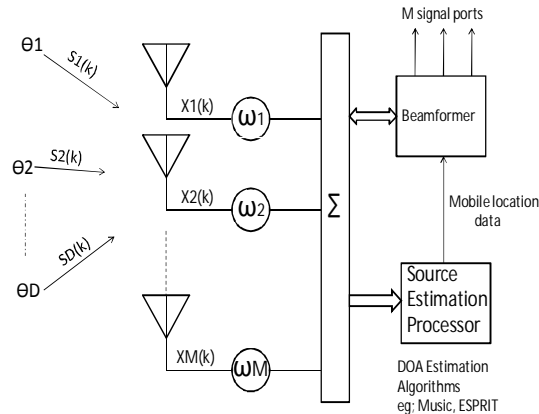 M signal ports
Θ1
S1(k)
X1(k)
ω1
Beamformer
Θ2
S2(k)
X2(k)
ω2
Σ
Mobile location
data
SD(k)
ΘD
Source
Estimation
Processor
XM(k)
ωM
DOA Estimation
Algorithms
eg; Music, ESPRIT